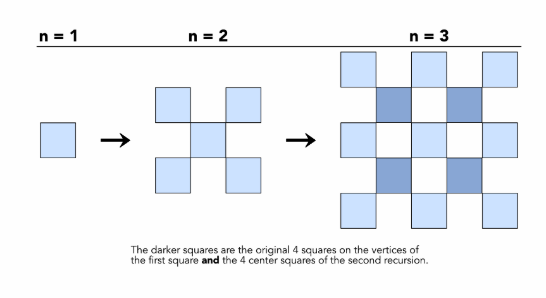 n = 1 n = 2 n = 3
The darker squares are the original 4 squares on the vertices of
the first square and the 4 center squares of the second recursion.